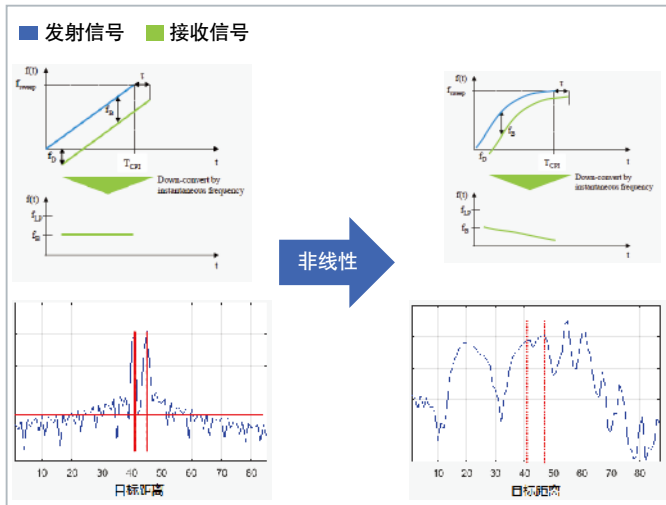 发射信号 接收信号
f(t)
τ
fsweep
fB
fD
TCPI
t
Down-convert by
instantaneous frequency
f(t)
fLP
fB
t
10 20 30 40 50 60 70 80
目标距离
非线性
f(t)
τ
fsweep
fB
fD
TCPI
t
Down-convert by
instantaneous frequency
f(t)
fLP
fB
t
10 20 30 40 50 60 70 80
目标距离